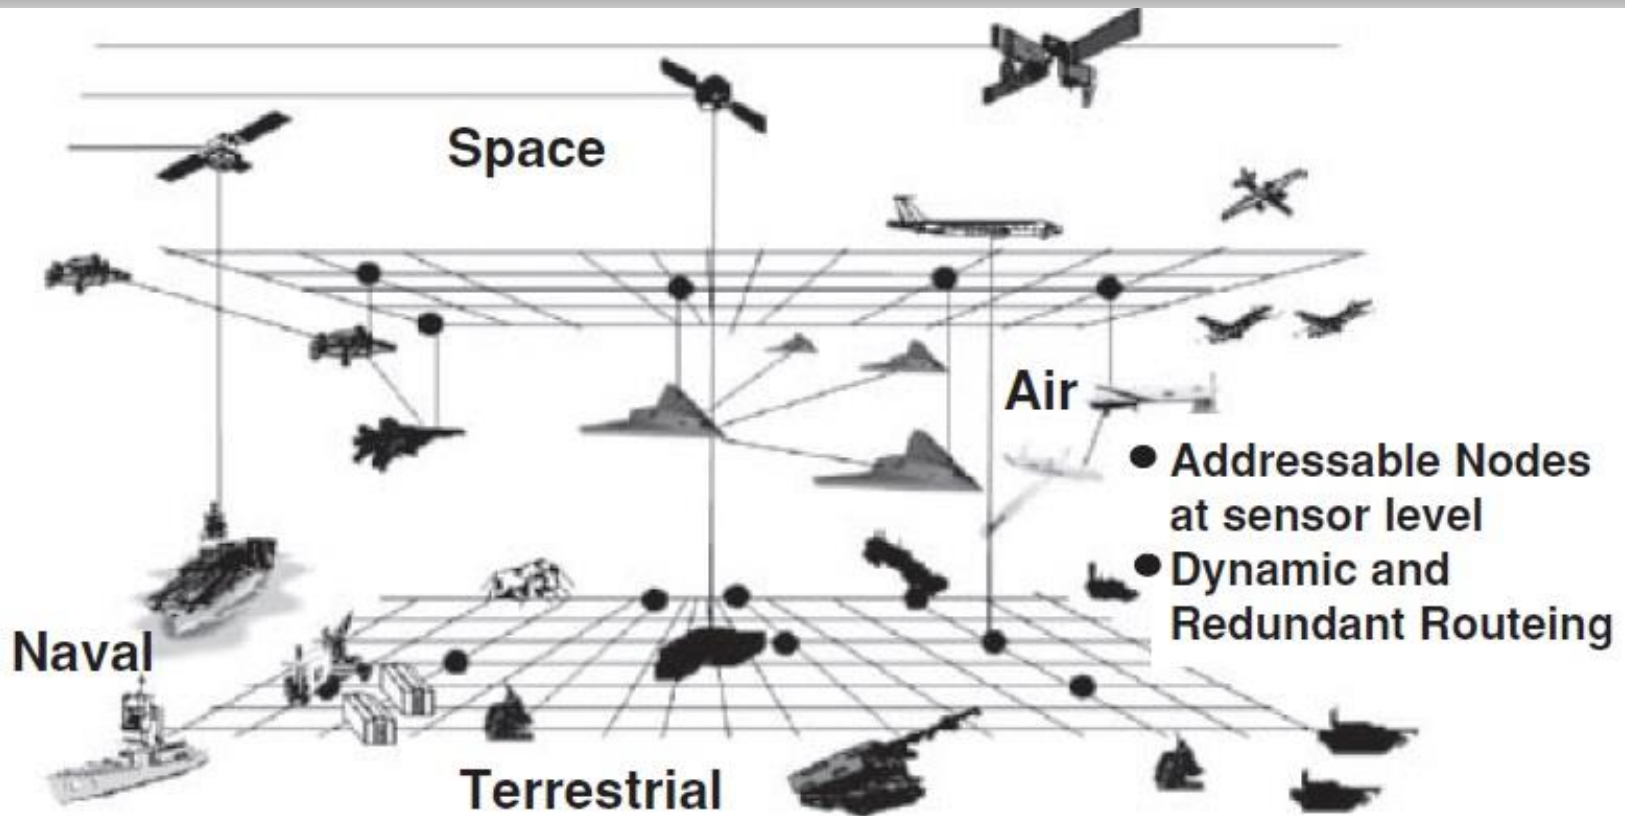 Space
Air
Addressable Nodes
at sensor level
Dynamic and
Redundant Routeing
Naval
Terrestrial